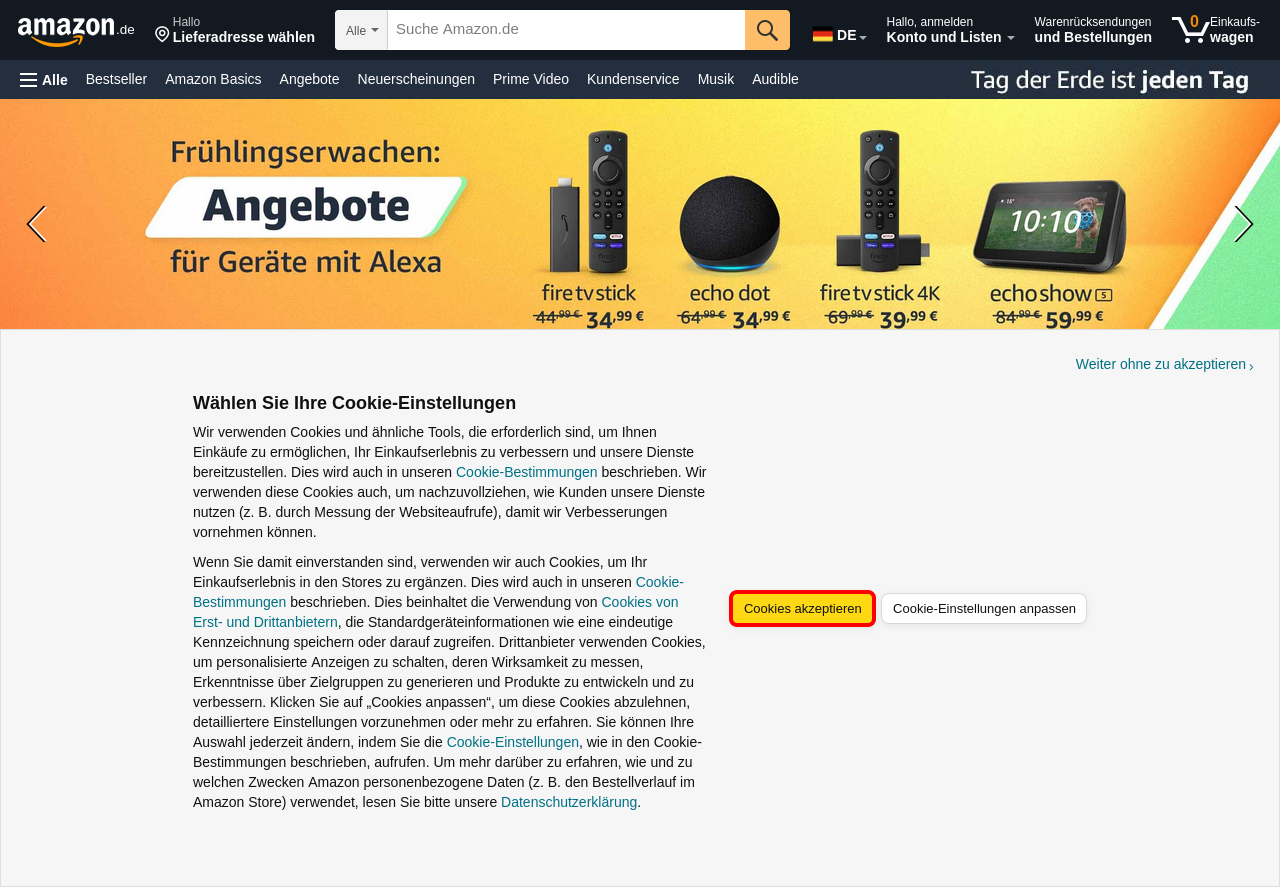 amazon.de
Hallo
Lieferadresse wählen
Alle
Suche Amazon.de
DE
Hallo, anmelden
Konto und Listen
Warenrücksendungen
und Bestellungen
0
Einkaufs-
wagen
Alle Bestseller Amazon Basics Angebote Neuerscheinungen Prime Video Kundenservice Musik Audible
Tag der Erde ist jeden Tag
Frühlingserwachen:
Angebote
für Geräte mit Alexa
10:10
fire tv stick
44,99 € 34,99 €
echo dot
64,99 € 34,99 €
fire tv stick 4K
69,99 € 39,99 €
echo show 5
84,99 € 59,99 €
Weiter ohne zu akzeptieren ›
Wählen Sie Ihre Cookie-Einstellungen
Wir verwenden Cookies und ähnliche Tools, die erforderlich sind, um Ihnen
Einkäufe zu ermöglichen, Ihr Einkaufserlebnis zu verbessern und unsere Dienste
bereitzustellen. Dies wird auch in unseren Cookie-Bestimmungen beschrieben. Wir
verwenden diese Cookies auch, um nachzuvollziehen, wie Kunden unsere Dienste
nutzen (z. B. durch Messung der Websiteaufrufe), damit wir Verbesserungen
vornehmen können.
Wenn Sie damit einverstanden sind, verwenden wir auch Cookies, um Ihr
Einkaufserlebnis in den Stores zu ergänzen. Dies wird auch in unseren Cookie-
Bestimmungen beschrieben. Dies beinhaltet die Verwendung von Cookies von
Erst- und Drittanbietern, die Standardgeräteinformationen wie eine eindeutige
Kennzeichnung speichern oder darauf zugreifen. Drittanbieter verwenden Cookies,
um personalisierte Anzeigen zu schalten, deren Wirksamkeit zu messen,
Erkenntnisse über Zielgruppen zu generieren und Produkte zu entwickeln und zu
verbessern. Klicken Sie auf „Cookies anpassen“, um diese Cookies abzulehnen,
detailliertere Einstellungen vorzunehmen oder mehr zu erfahren. Sie können Ihre
Auswahl jederzeit ändern, indem Sie die Cookie-Einstellungen, wie in den Cookie-
Bestimmungen beschrieben, aufrufen. Um mehr darüber zu erfahren, wie und zu
welchen Zwecken Amazon personenbezogene Daten (z. B. den Bestellverlauf im
Amazon Store) verwendet, lesen Sie bitte unsere Datenschutzerklärung.
Cookies akzeptieren
Cookie-Einstellungen anpassen